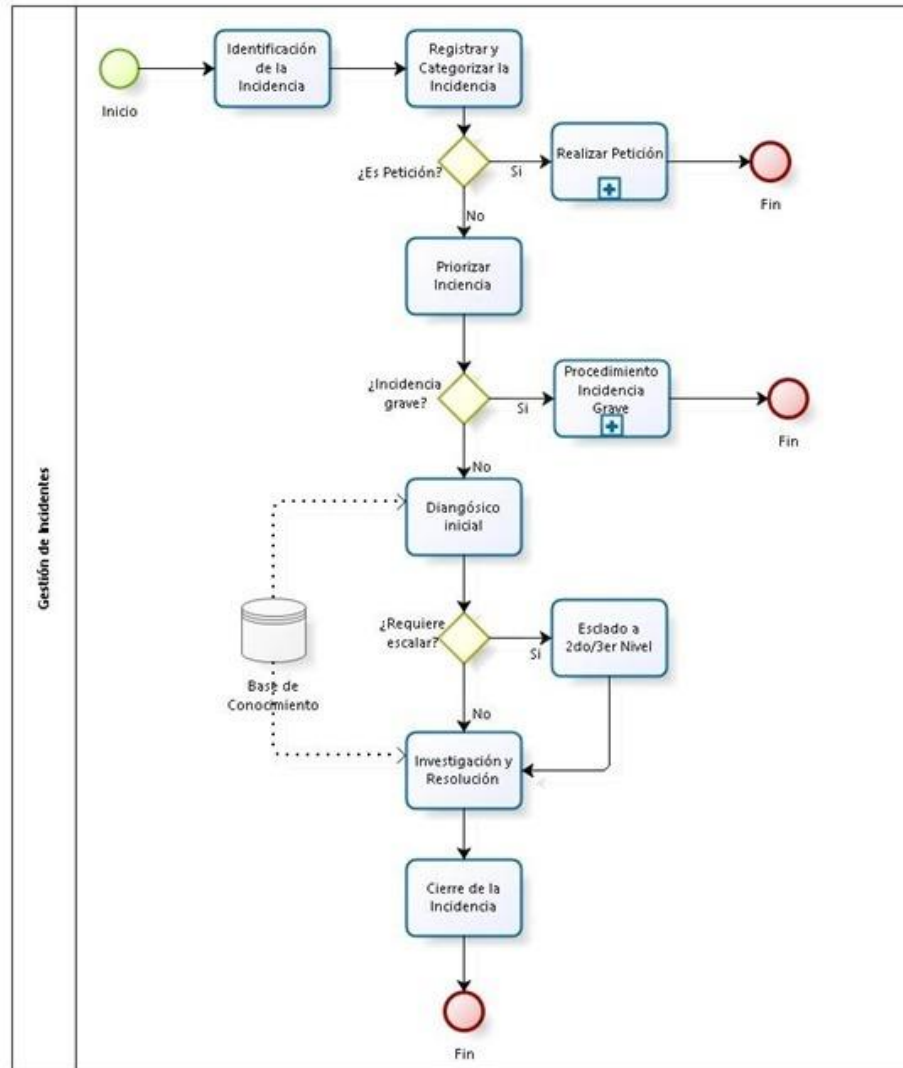 Gestión de Incidentes
Inicio
Identificación
de la
Incidencia
Registrar y
Categorizar la
Incidencia
¿Es Petición?
Si
Realizar Petición
Fin
No
Priorizar
Inciencia
¿Incidencia
grave?
Si
Procedimiento
Incidencia
Grave
Fin
No
Diangósico
inicial
¿Requiere
escalar?
Si
Esclado a
2do/3er Nivel
Base de
Conocimiento
No
Investigación y
Resolución
Cierre de la
Incidencia
Fin